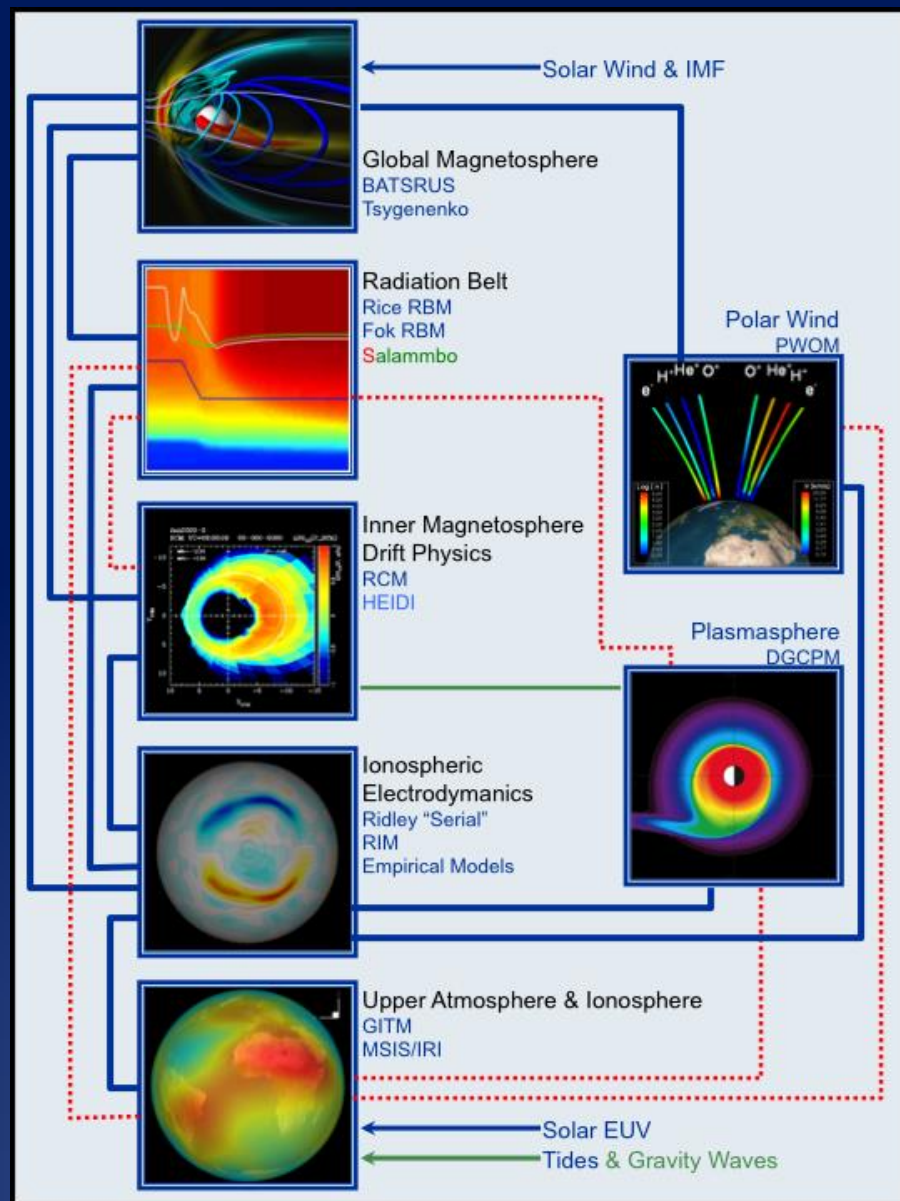 Solar Wind & IMF
Global Magnetosphere
BATSRUS
Tsygenenko
Radiation Belt
Rice RBM
Fok RBM
Salammbo
Polar Wind
PWOM
e⁻ H⁺ He⁺ O⁺ O⁺ He⁺ H⁺ e⁻
Inner Magnetosphere
Drift Physics
RCM
HEIDI
Plasmasphere
DGCPM
Ionospheric
Electrodymanics
Ridley “Serial”
RIM
Empirical Models
Upper Atmosphere & Ionosphere
GITM
MSIS/IRI
Solar EUV
Tides & Gravity Waves